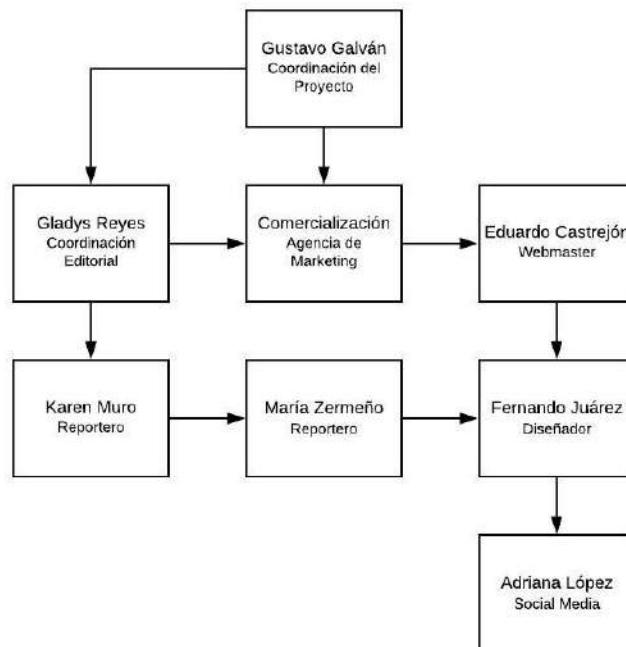 Gustavo Galván
Coordinación del
Proyecto
Gladys Reyes
Coordinación
Editorial
Comercialización
Agencia de
Marketing
Eduardo Castrejón
Webmaster
Karen Muro
Reportero
María Zermeño
Reportero
Fernando Juárez
Diseñador
Adriana López
Social Media